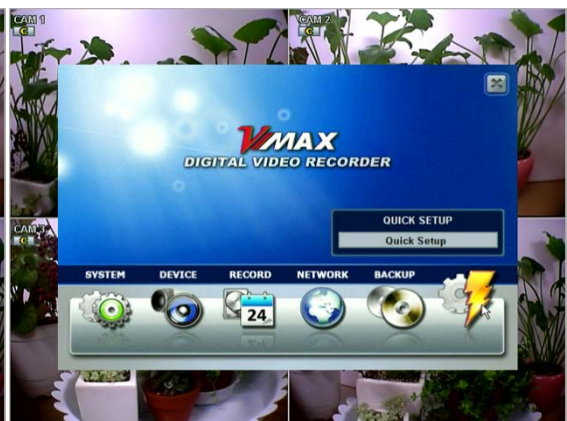 CAM 1
C
CAM 2
C
VMAX
DIGITAL VIDEO RECORDER
CAM 3
C
QUICK SETUP
Quick Setup
SYSTEM DEVICE RECORD NETWORK BACKUP
24